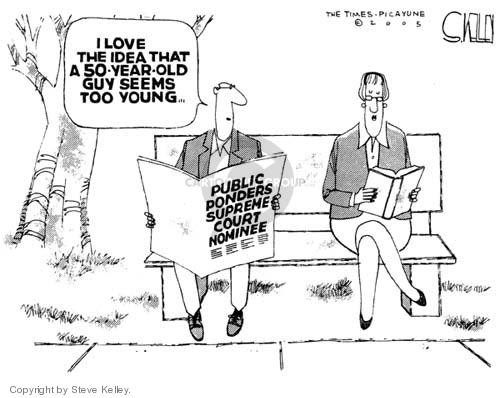 THE TIMES-PICAYUNE
© 2005
I LOVE
THE IDEA THAT
A 50-YEAR-OLD
GUY SEEMS
TOO YOUNG...
PUBLIC
PONDERS
SUPREME
COURT
NOMINEE
Copyright by Steve Kelley.